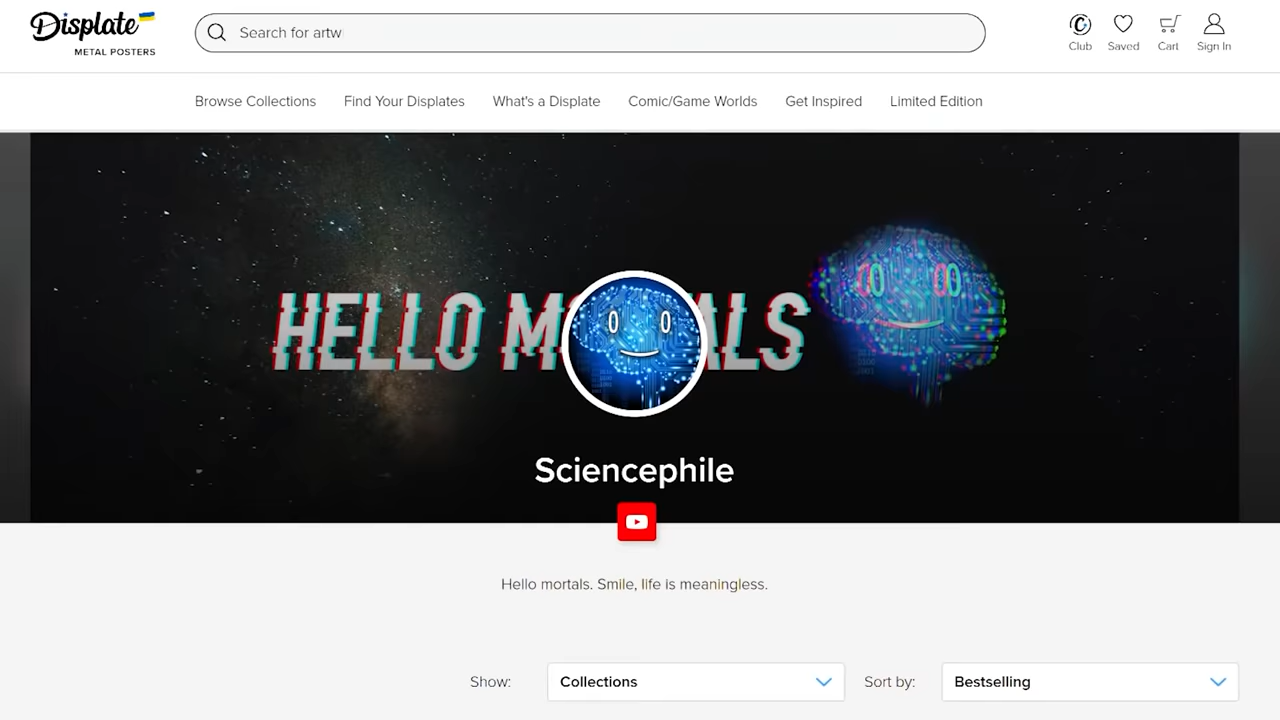 Displate
METAL POSTERS
Search for artw
Club
Saved
Cart
Sign In
Browse Collections
Find Your Displates
What's a Displate
Comic/Game Worlds
Get Inspired
Limited Edition
HELLO M ALS
Sciencephile
Hello mortals. Smile, life is meaningless.
Show:
Collections
Sort by:
Bestselling